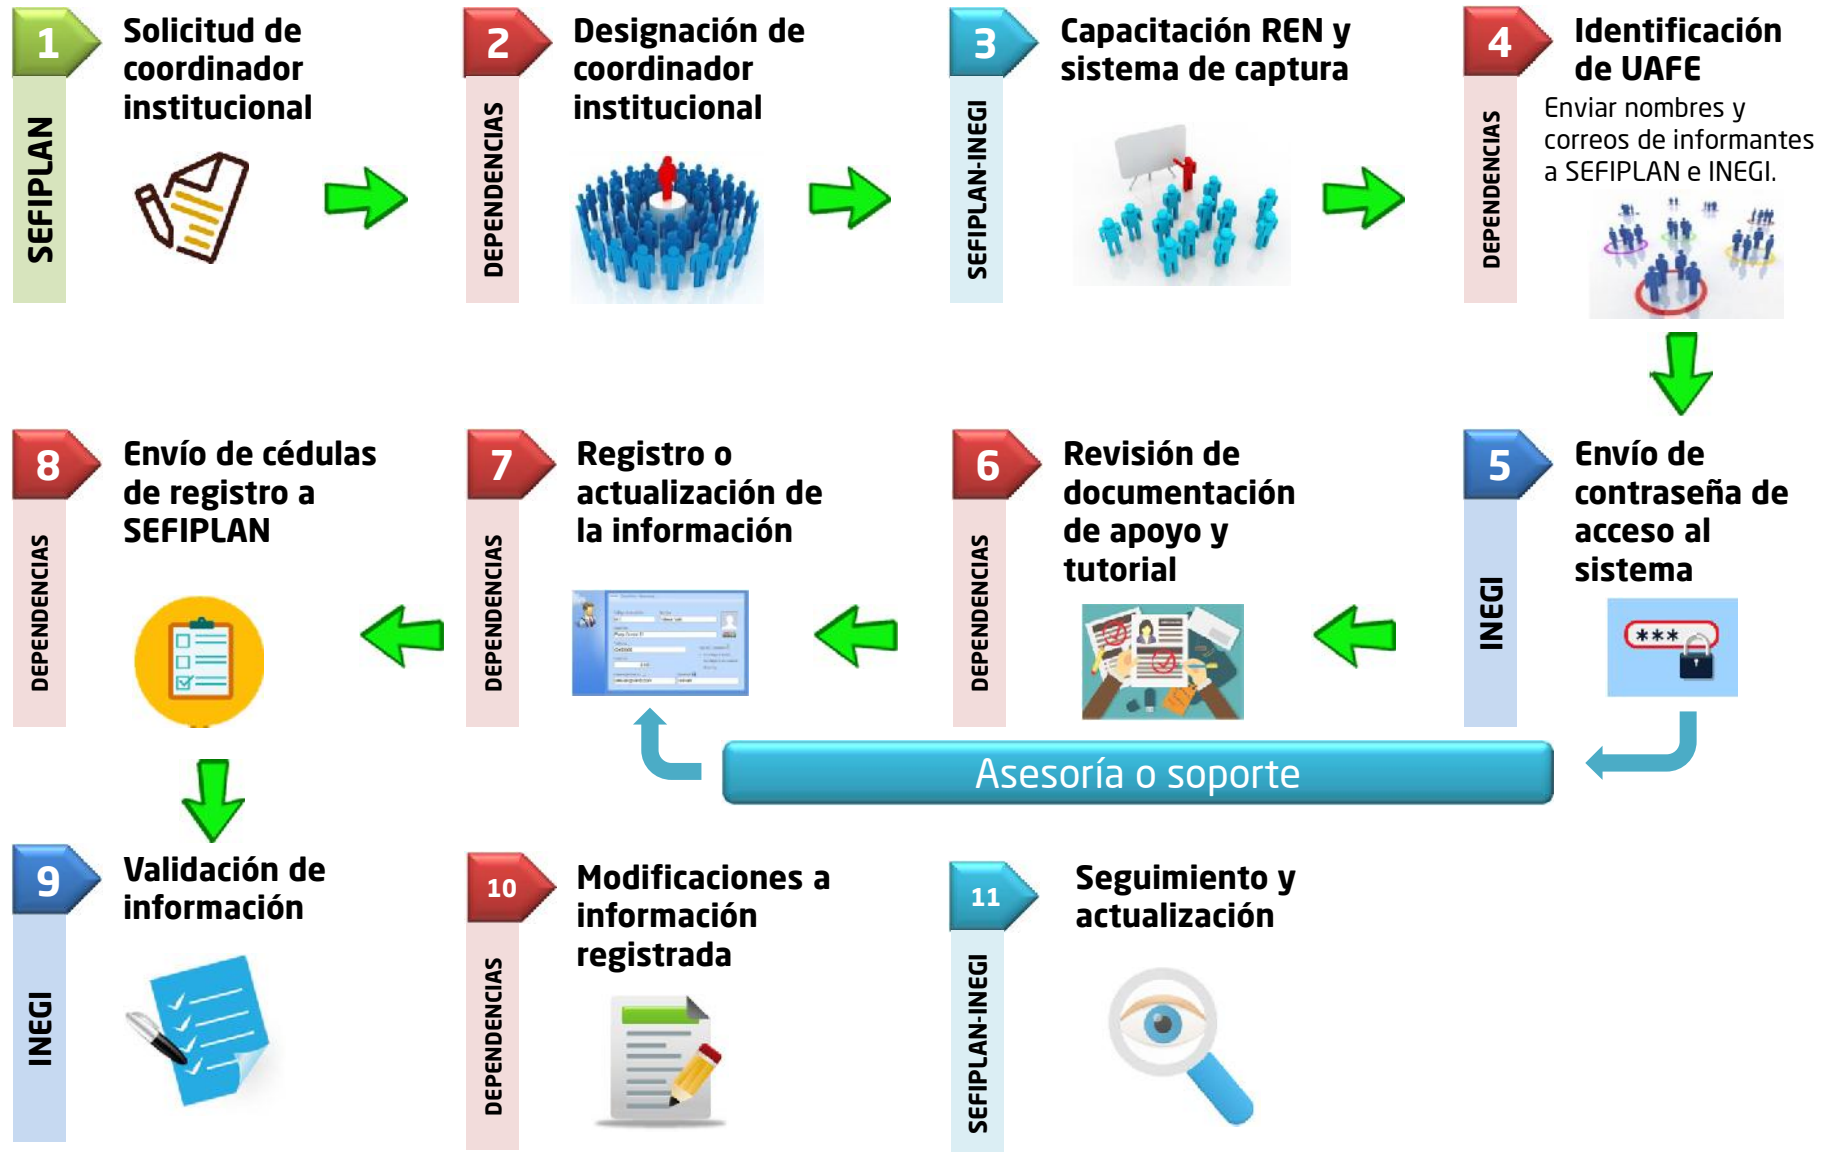 1
Solicitud de
coordinador
institucional
SEFIPLAN
2
Designación de
coordinador
institucional
DEPENDENCIAS
3
Capacitación REN y
sistema de captura
SEFIPLAN-INEGI
4
Identificación
de UAFE
Enviar nombres y
correos de informantes
a SEFIPLAN e INEGI.
DEPENDENCIAS
5
Envío de
contraseña de
acceso al
sistema
INEGI
***
6
Revisión de
documentación
de apoyo y
tutorial
DEPENDENCIAS
7
Registro o
actualización de
la información
DEPENDENCIAS
8
Envío de cédulas
de registro a
SEFIPLAN
DEPENDENCIAS
Asesoría o soporte
9
Validación de
información
INEGI
10
Modificaciones a
información
registrada
DEPENDENCIAS
11
Seguimiento y
actualización
SEFIPLAN-INEGI